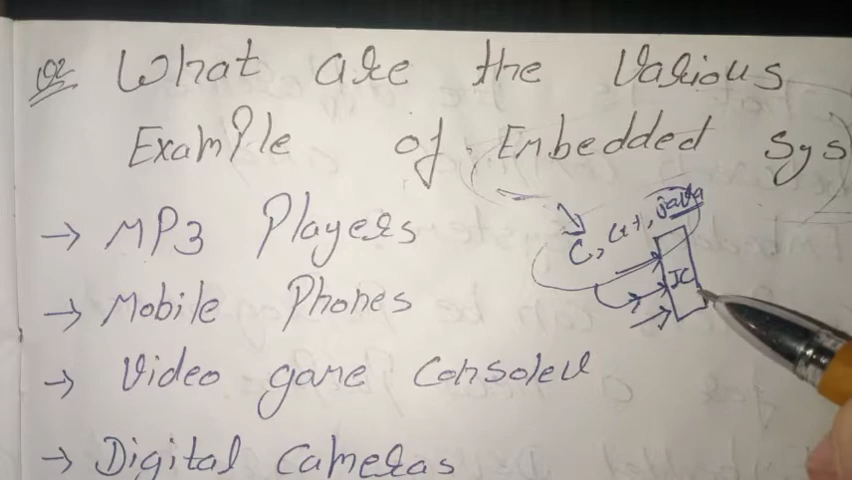 Q2 What are the Various
Example of Embedded Sys
→ MP3 Players
C, C++, Java
→ Mobile Phones
IC
→ Video game Consoles
→ Digital Cameras